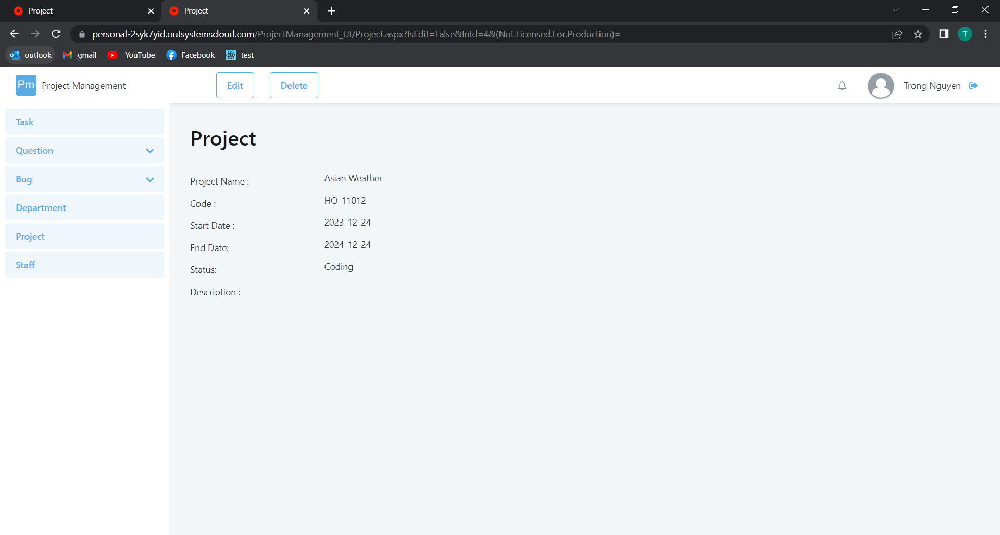 Project
Project
personal-2syk7yid.outsystemscloud.com/ProjectManagement_UI/Project.aspx?IsEdit=False&InId=4&(Not.Licensed.For.Production)=
T
outlook gmail YouTube Facebook test
Pm Project Management Edit Delete Trong Nguyen
Task
Question
Bug
Department
Project
Staff
Project
Project Name : Asian Weather
Code : HQ_11012
Start Date : 2023-12-24
End Date: 2024-12-24
Status: Coding
Description :